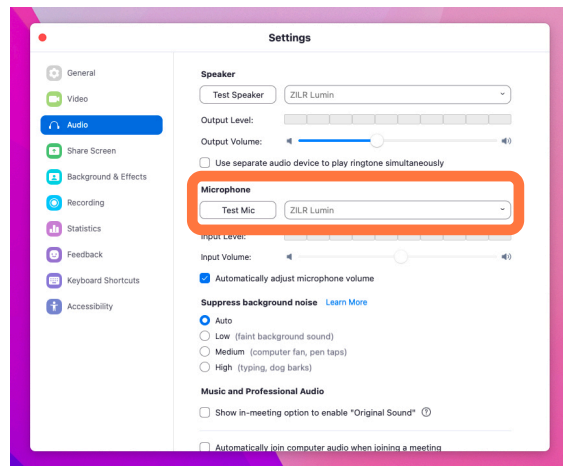 Settings
General
Video
Audio
Share Screen
Background & Effects
Recording
Statistics
Feedback
Keyboard Shortcuts
Accessibility
Speaker
Test Speaker ZILR Lumin
Output Level:
Output Volume:
Use separate audio device to play ringtone simultaneously
Microphone
Test Mic ZILR Lumin
Input Level:
Input Volume:
Automatically adjust microphone volume
Suppress background noise Learn More
Auto
Low (faint background sound)
Medium (computer fan, pen taps)
High (typing, dog barks)
Music and Professional Audio
Show in-meeting option to enable "Original Sound" ?
Automatically join computer audio when joining a meeting